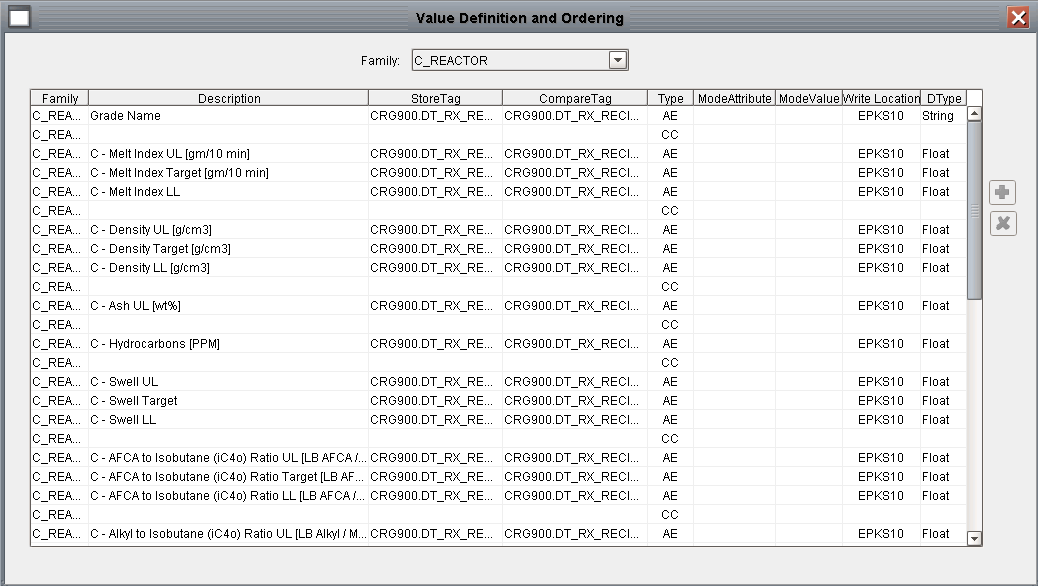 Value Definition and Ordering
Family: C_REACTOR
Family Description StoreTag CompareTag Type ModeAttribute ModeValue Write Location DType
C_REA... Grade Name CRG900.DT_RX_RE... CRG900.DT_RX_RECI... AE EPKS10 String
C_REA... CC
C_REA... C - Melt Index UL [gm/10 min] CRG900.DT_RX_RE... CRG900.DT_RX_RECI... AE EPKS10 Float
C_REA... C - Melt Index Target [gm/10 min] CRG900.DT_RX_RE... CRG900.DT_RX_RECI... AE EPKS10 Float
C_REA... C - Melt Index LL CRG900.DT_RX_RE... CRG900.DT_RX_RECI... AE EPKS10 Float
C_REA... CC
C_REA... C - Density UL [g/cm3] CRG900.DT_RX_RE... CRG900.DT_RX_RECI... AE EPKS10 Float
C_REA... C - Density Target [g/cm3] CRG900.DT_RX_RE... CRG900.DT_RX_RECI... AE EPKS10 Float
C_REA... C - Density LL [g/cm3] CRG900.DT_RX_RE... CRG900.DT_RX_RECI... AE EPKS10 Float
C_REA... CC
C_REA... C - Ash UL [wt%] CRG900.DT_RX_RE... CRG900.DT_RX_RECI... AE EPKS10 Float
C_REA... CC
C_REA... C - Hydrocarbons [PPM] CRG900.DT_RX_RE... CRG900.DT_RX_RECI... AE EPKS10 Float
C_REA... CC
C_REA... C - Swell UL CRG900.DT_RX_RE... CRG900.DT_RX_RECI... AE EPKS10 Float
C_REA... C - Swell Target CRG900.DT_RX_RE... CRG900.DT_RX_RECI... AE EPKS10 Float
C_REA... C - Swell LL CRG900.DT_RX_RE... CRG900.DT_RX_RECI... AE EPKS10 Float
C_REA... CC
C_REA... C - AFCA to Isobutane (iC4o) Ratio UL [LB AFCA /... CRG900.DT_RX_RE... CRG900.DT_RX_RECI... AE EPKS10 Float
C_REA... C - AFCA to Isobutane (iC4o) Ratio Target [LB AF... CRG900.DT_RX_RE... CRG900.DT_RX_RECI... AE EPKS10 Float
C_REA... C - AFCA to Isobutane (iC4o) Ratio LL [LB AFCA /... CRG900.DT_RX_RE... CRG900.DT_RX_RECI... AE EPKS10 Float
C_REA... CC
C_REA... C - Alkyl to Isobutane (iC4o) Ratio UL [LB Alkyl / M... CRG900.DT_RX_RE... CRG900.DT_RX_RECI... AE EPKS10 Float